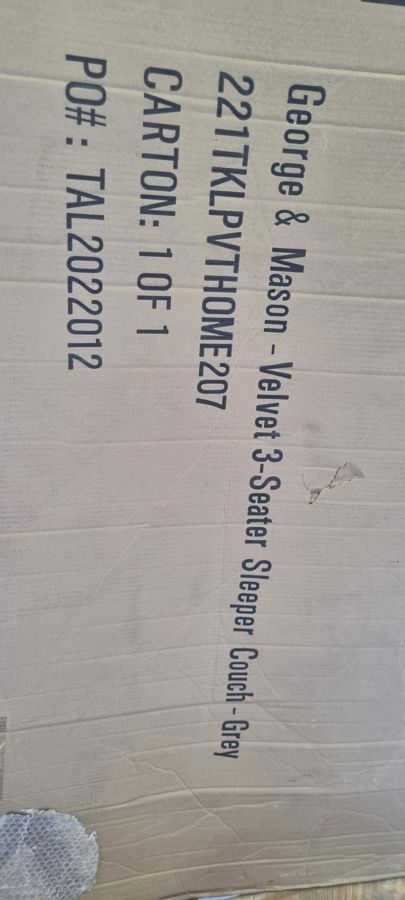 George & Mason - Velvet 3-Seater Sleeper Couch - Grey
221TKLPVTHOME207
CARTON: 1 OF 1
PO# : TAL2022012